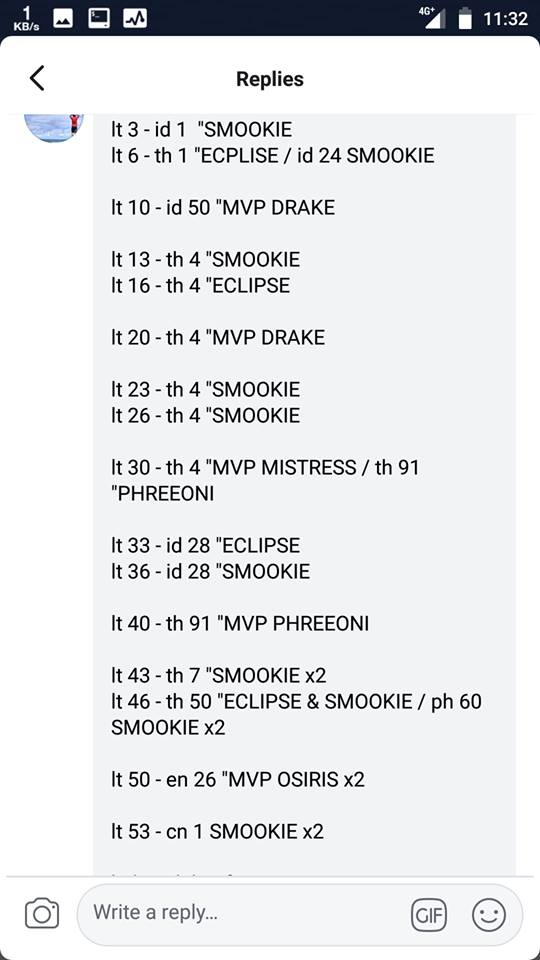 1
KB/s
4G+
11:32
Replies
lt 3 - id 1  "SMOOKIE
lt 6 - th 1 "ECPLISE / id 24 SMOOKIE
lt 10 - id 50 "MVP DRAKE
lt 13 - th 4 "SMOOKIE
lt 16 - th 4 "ECLIPSE
lt 20 - th 4 "MVP DRAKE
lt 23 - th 4 "SMOOKIE
lt 26 - th 4 "SMOOKIE
lt 30 - th 4 "MVP MISTRESS / th 91
"PHREEONI
lt 33 - id 28 "ECLIPSE
lt 36 - id 28 "SMOOKIE
lt 40 - th 91 "MVP PHREEONI
lt 43 - th 7 "SMOOKIE x2
lt 46 - th 50 "ECLIPSE & SMOOKIE / ph 60
SMOOKIE x2
lt 50 - en 26 "MVP OSIRIS x2
lt 53 - cn 1 SMOOKIE x2
Write a reply...
GIF